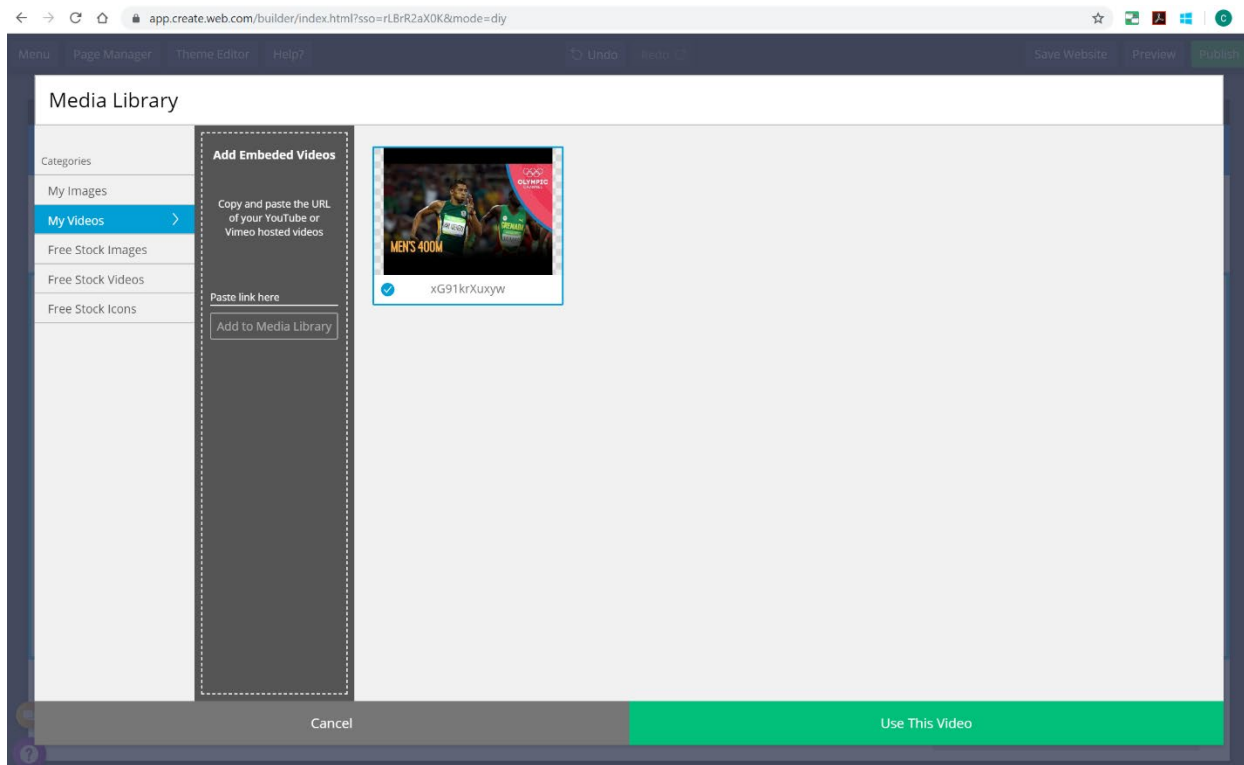 app.create.web.com/builder/index.html?sso=rLBrR2aX0K&mode=diy
C
Menu Page Manager Theme Editor Help? Undo Redo Save Website Preview Publish
Media Library
Categories
My Images
My Videos
Free Stock Images
Free Stock Videos
Free Stock Icons
Add Embeded Videos
Copy and paste the URL
of your YouTube or
Vimeo hosted videos
Paste link here
Add to Media Library
OLYMPIC
GRENADA
MEN'S 400M
xG91krXuxyw
Cancel
Use This Video
?